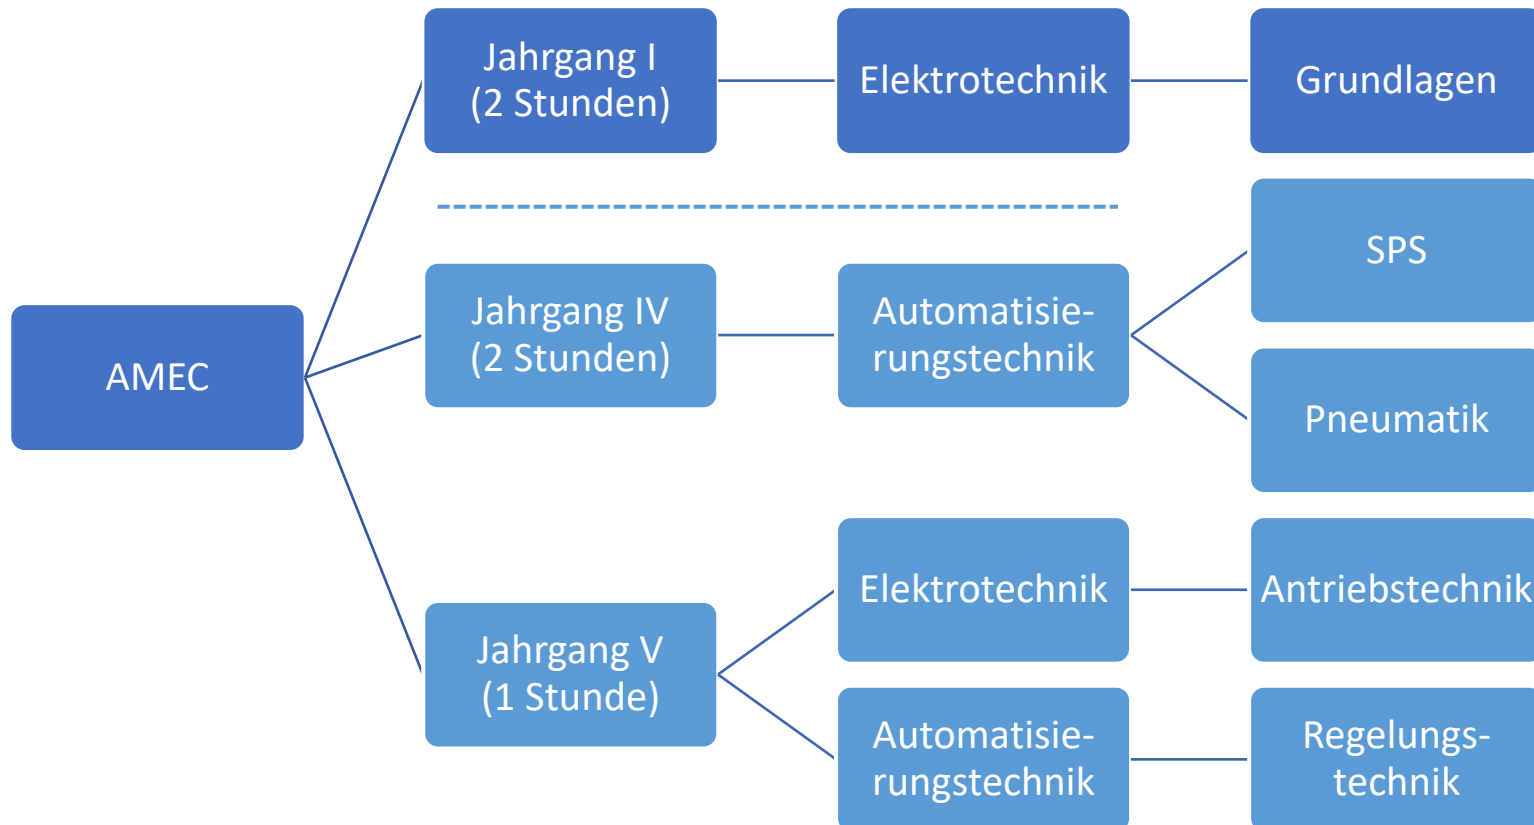 Jahrgang I
(2 Stunden)
Elektrotechnik
Grundlagen
SPS
AMEC
Jahrgang IV
(2 Stunden)
Automatisie-
rungstechnik
Pneumatik
Elektrotechnik
Antriebstechnik
Jahrgang V
(1 Stunde)
Automatisie-
rungstechnik
Regelungs-
technik